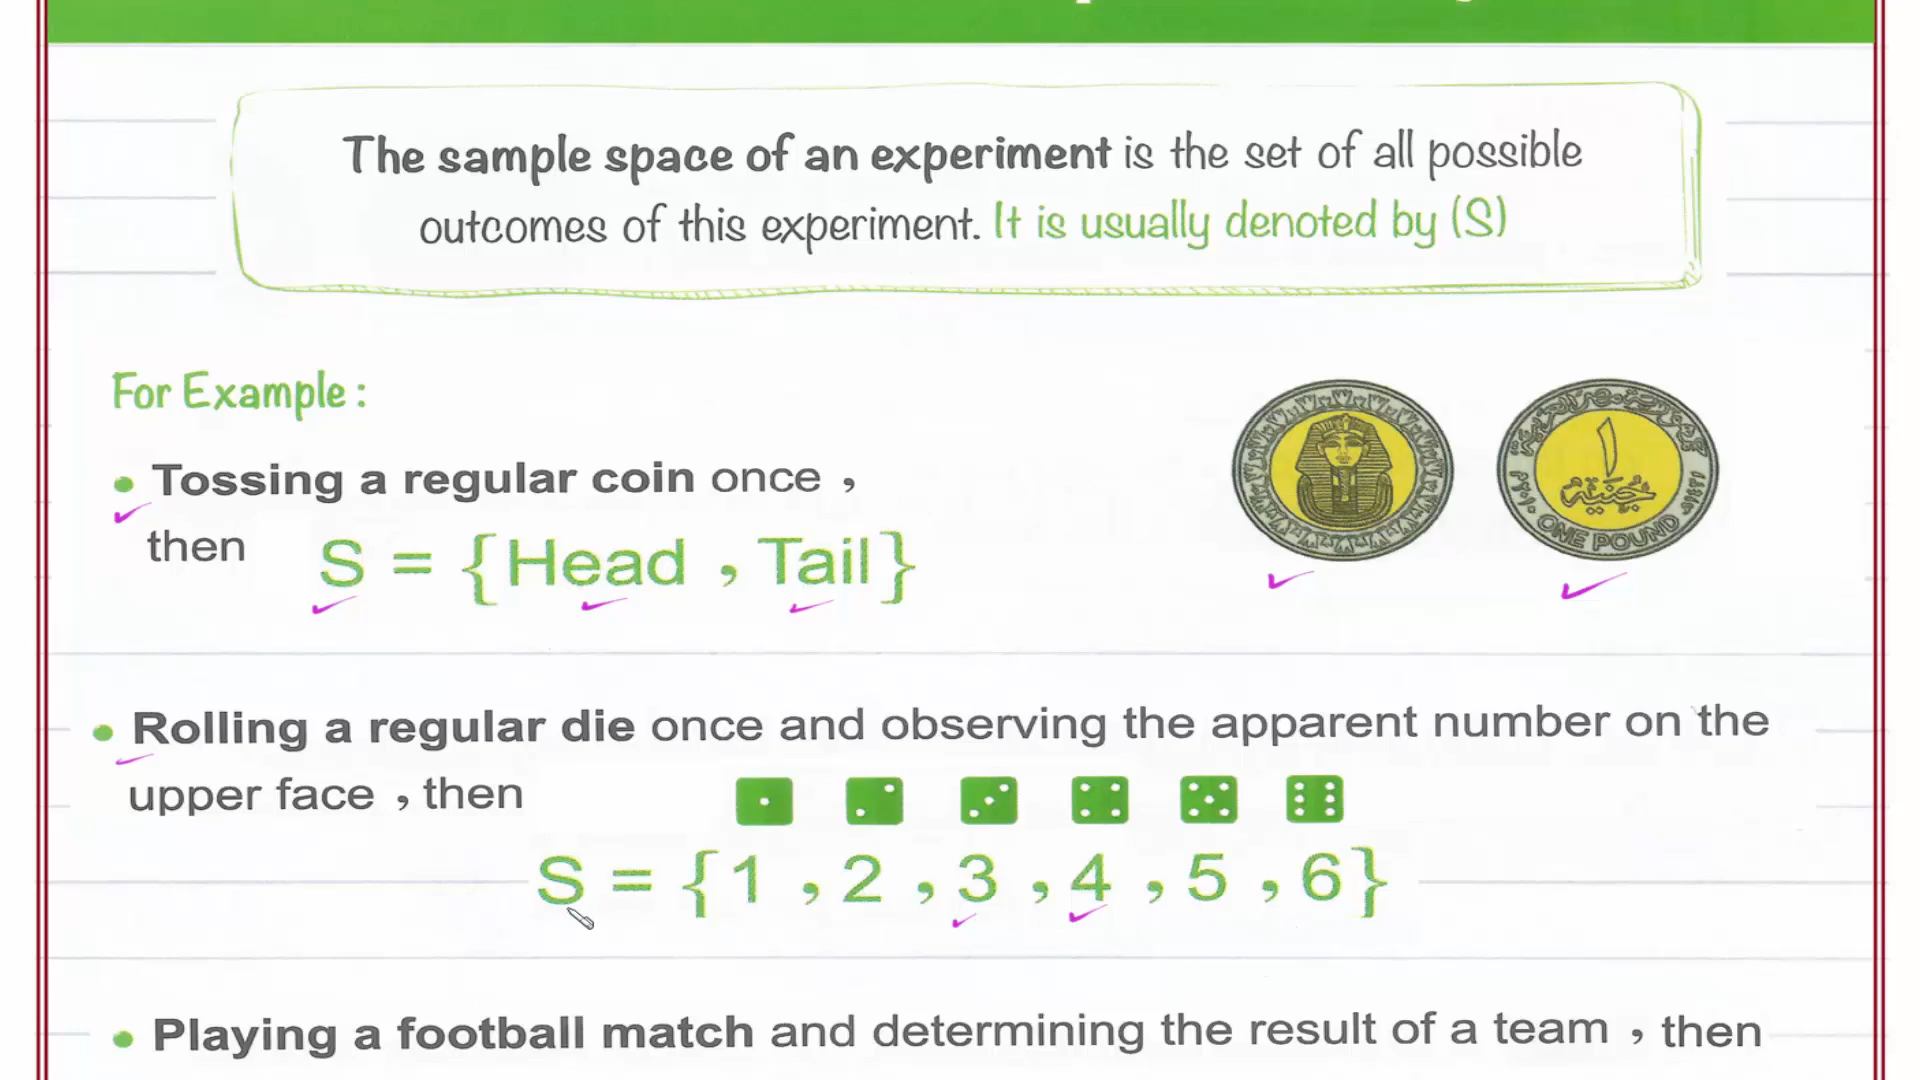 The sample space of an experiment is the set of all possible
outcomes of this experiment. It is usually denoted by (S)
For Example :
• Tossing a regular coin once ,
then S = {Head , Tail}
ONE POUND
• Rolling a regular die once and observing the apparent number on the
upper face , then
S = {1 , 2 , 3 , 4 , 5 , 6}
• Playing a football match and determining the result of a team , then